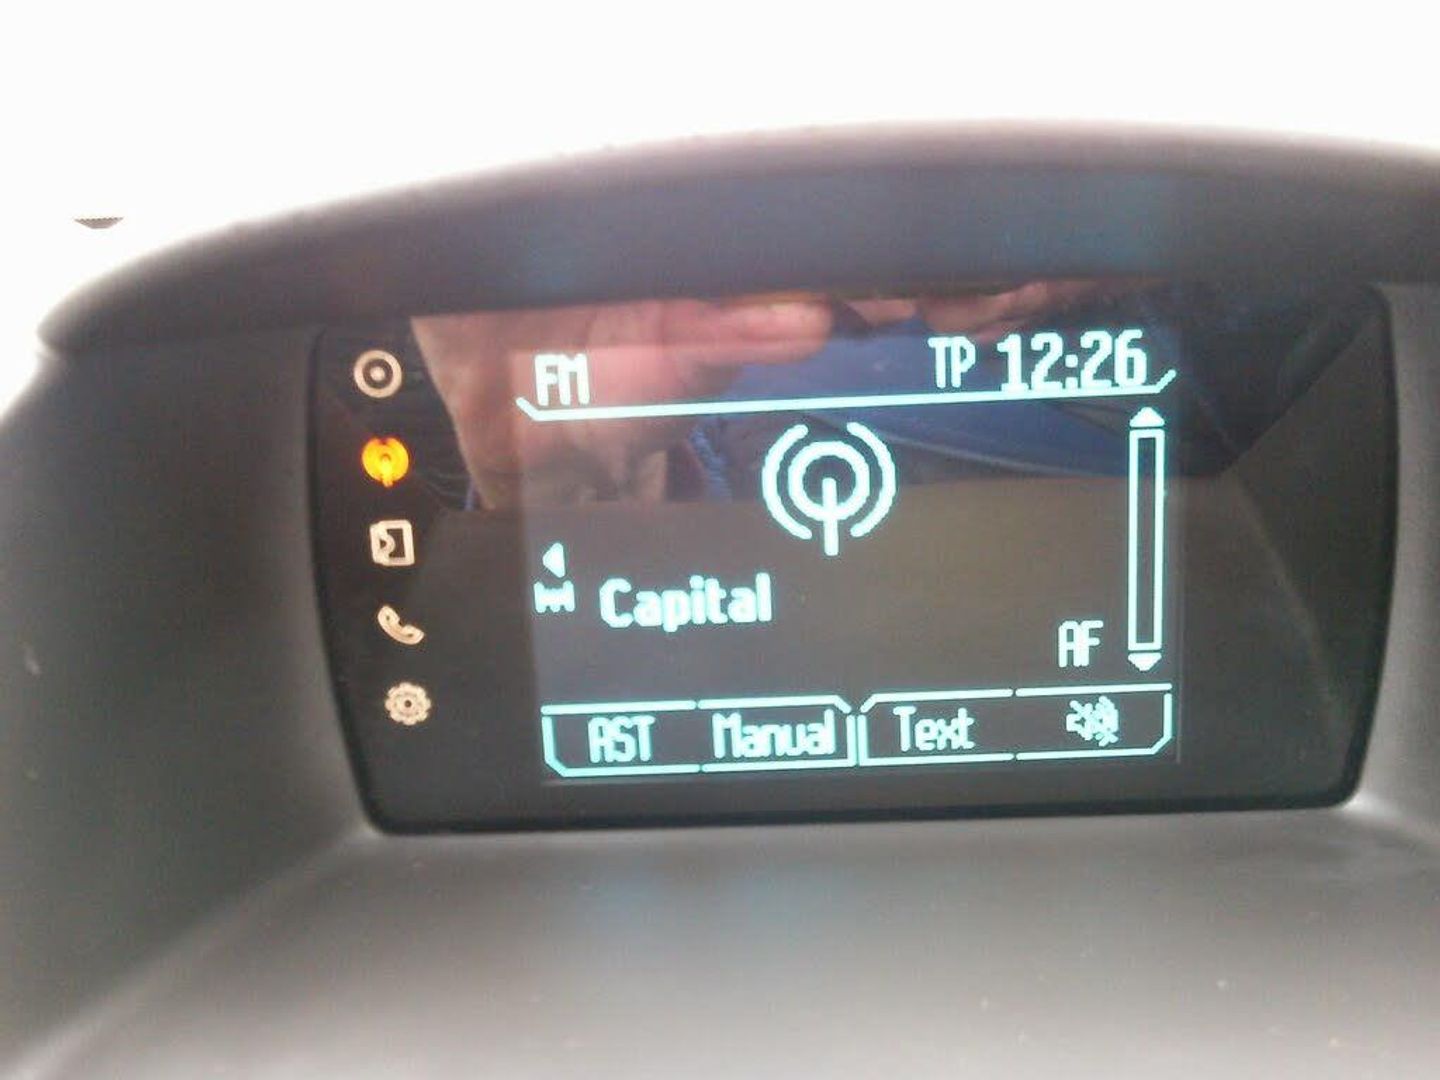 FM TP 12:26
Capital
AF
AST Manual Text